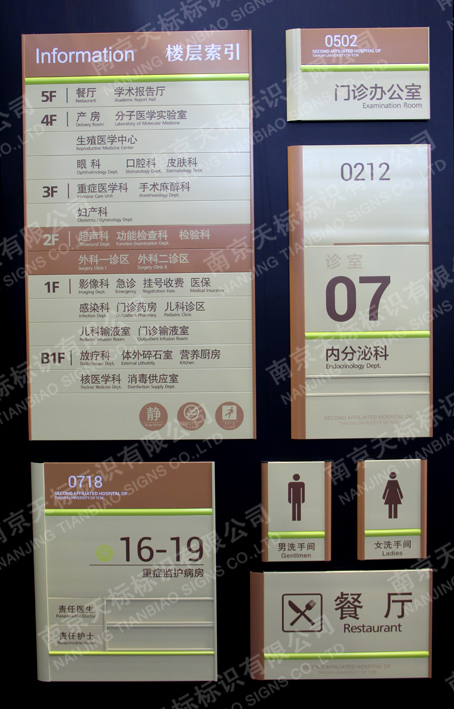 Information 楼层索引
5F 餐厅 学术报告厅
Restaurant Academic Report Hall
4F 产房 分子医学实验室
Delivery Room Laboratory of Molecular Medicine
生殖医学中心
Reproductive Medicine Center
眼科 口腔科 皮肤科
Ophthalmology Dept. Stomatology Dept. Dermatology Dept.
3F 重症医学科 手术麻醉科
Intensive Care Unit Anesthesiology Dept.
妇产科
Obstetrics / Gynecology Dept.
2F 超声科 功能检查科 检验科
Function Examination Dept.
外科一诊区 外科二诊区
Surgery Clinic I Surgery Clinic II
1F 影像科 急诊 挂号收费 医保
Imaging Dept. Emergency Registration Fees Medical Insurance
感染科 门诊药房 儿科诊区
Infection Dept. Outpatient Pharmacy Pediatric Clinic
儿科输液室 门诊输液室
Pediatric Infusion Room Outpatient Infusion Room
B1F 放疗科 体外碎石室 营养厨房
Radiotherapy Dept. External Lithotrity Kitchen
核医学科 消毒供应室
Nuclear Medicine Dept. Disinfection Supply Dept.
静
0502
SECOND AFFILIATED HOSPITAL OF
门诊办公室
Examination Room
0212
诊室
07
内分泌科
Endocrinology Dept.
SECOND AFFILIATED HOSPITAL OF
0718
SECOND AFFILIATED HOSPITAL OF
16-19
重症监护病房
责任医生
责任护士
男洗手间
Gentlmen
女洗手间
Ladies
餐厅
Restaurant
SECOND AFFILIATED HOSPITAL OF
南京天标标识有限公司
NANJING TIANBIAO SIGNS CO.,LTD